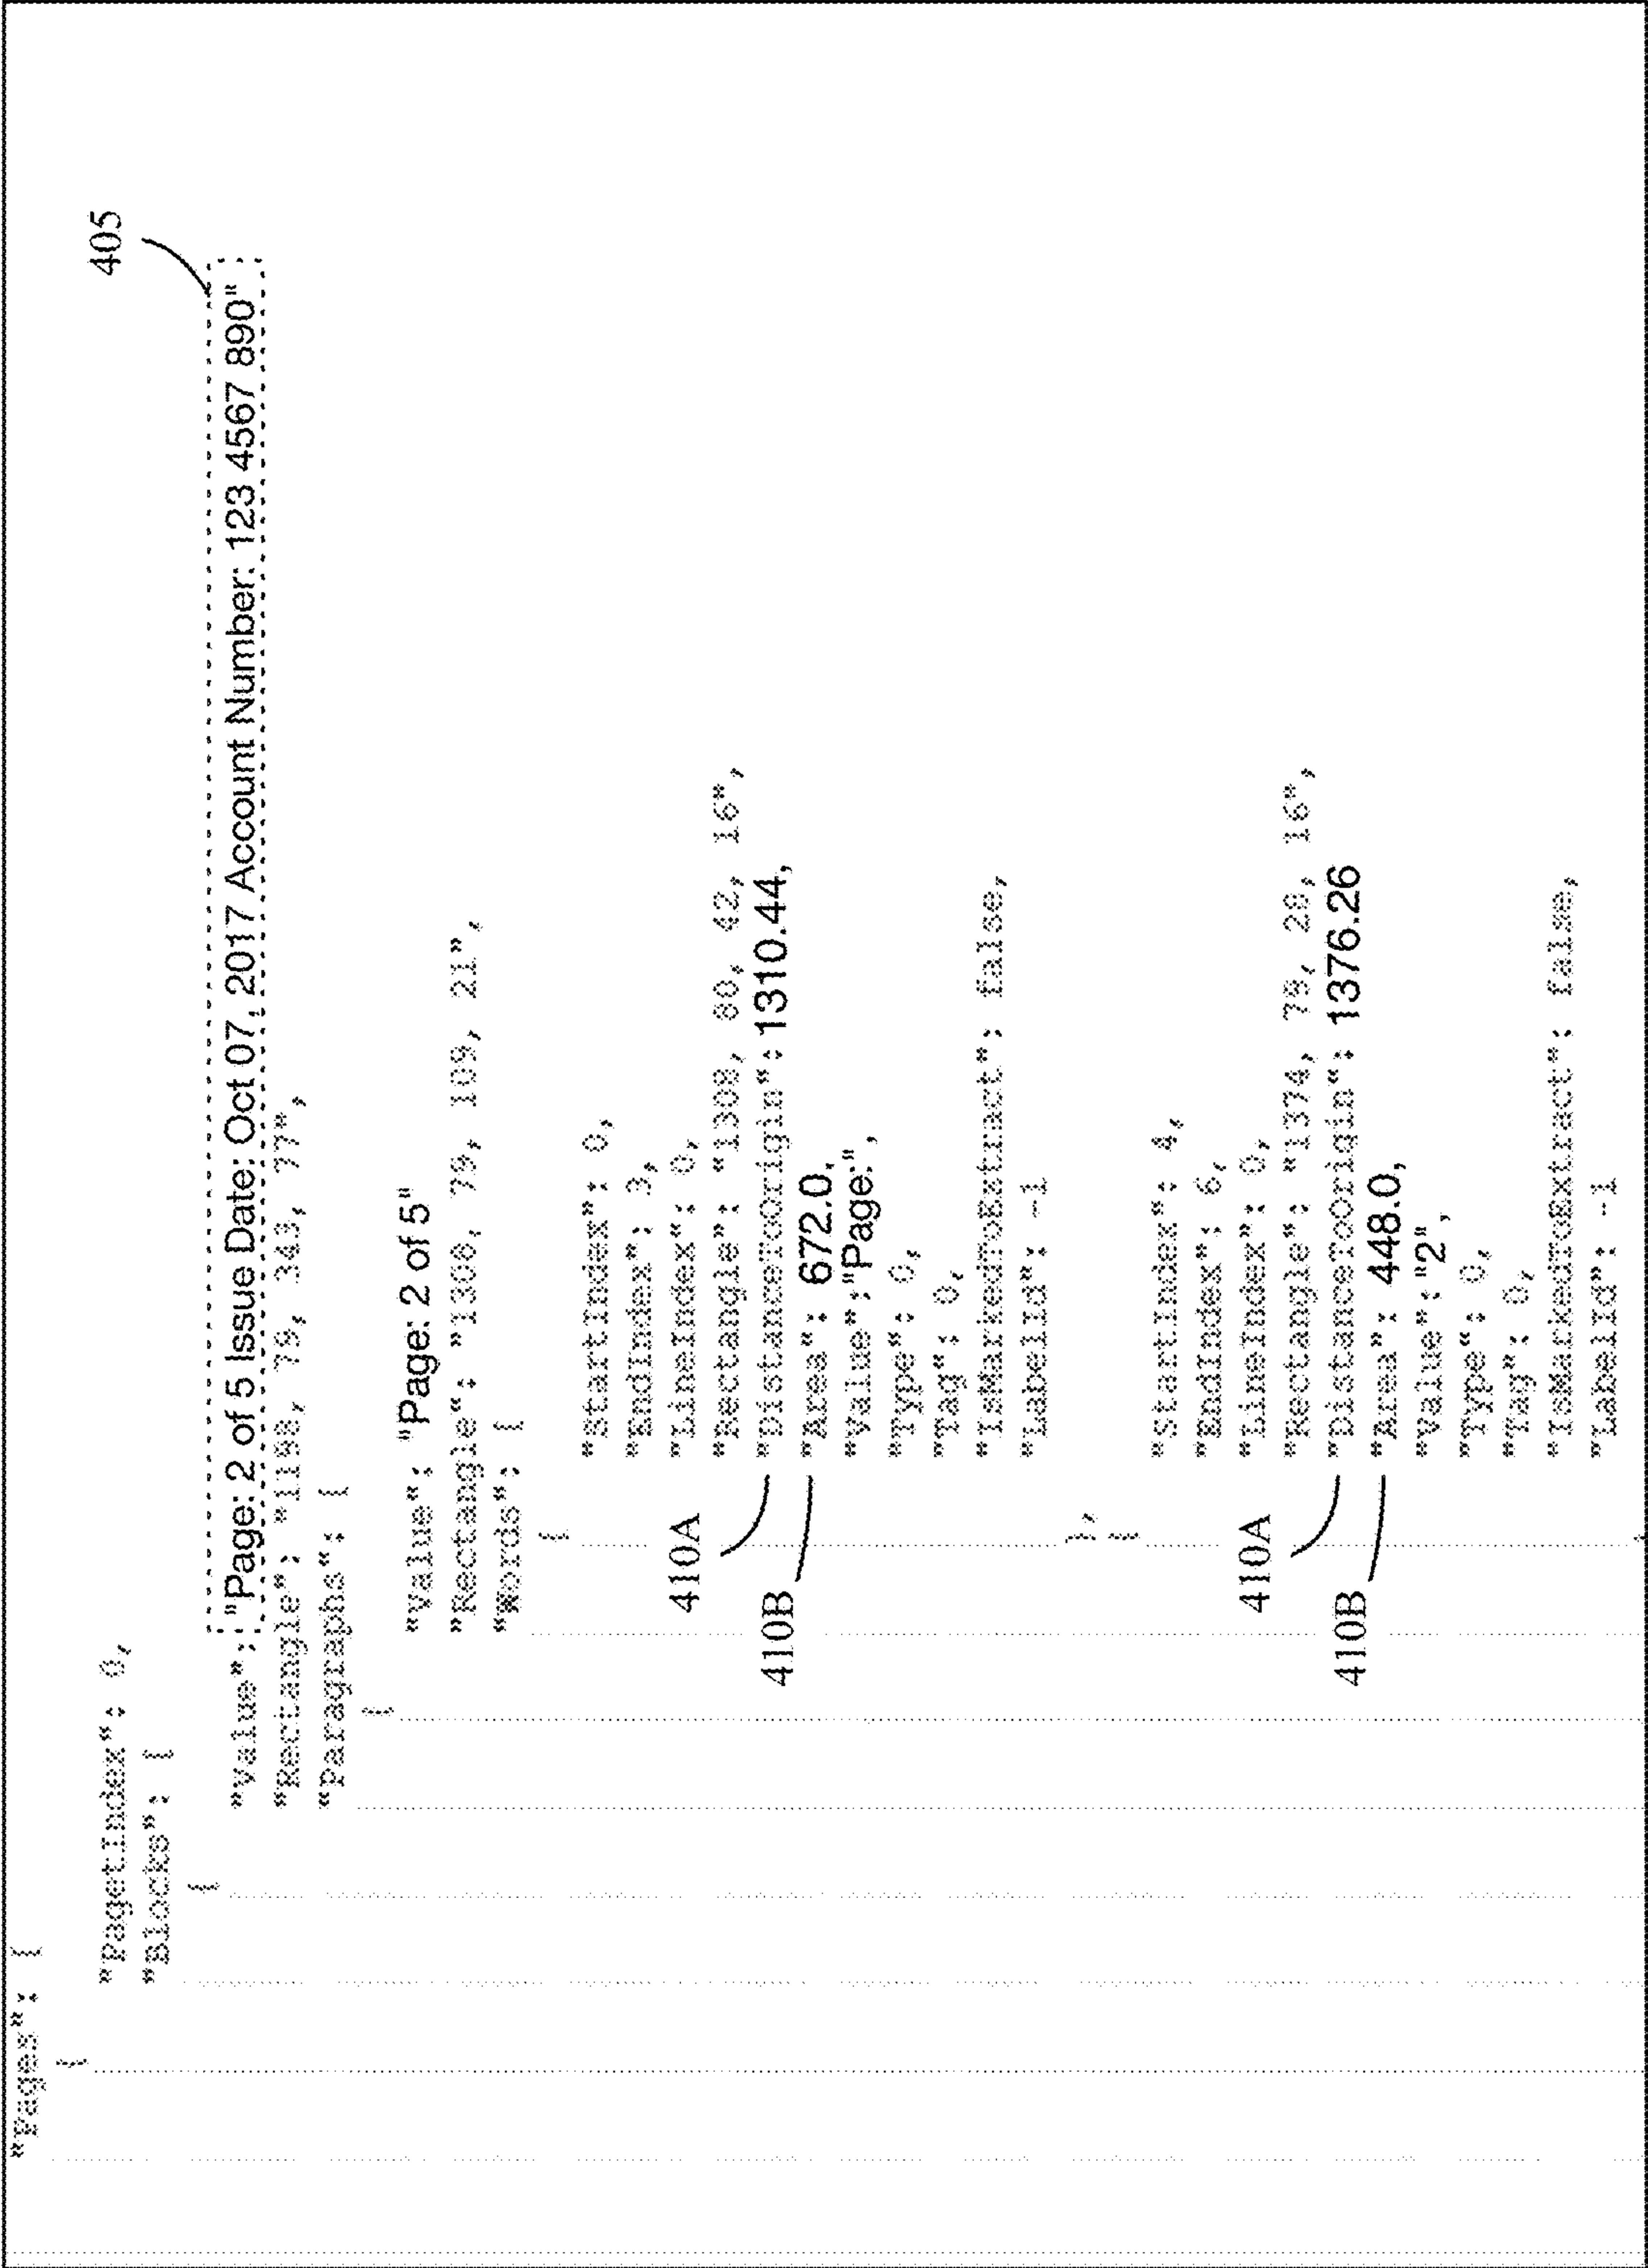 "Pages": [
{
"PagetIndex": 0,
"Blocks": [
{
405
"Value": "Page: 2 of 5 Issue Date: Oct 07, 2017 Account Number: 123 4567 890"
"Rectangle": "1198, 79, 343, 77",
"Paragraphs": [
{
"Value": "Page: 2 of 5"
"Rectangle": "1308, 79, 109, 21",
"Words": [
{
"StartIndex": 0,
"EndIndex": 3,
"LineIndex": 0,
"Rectangle": "1308, 80, 42, 16",
410A
"DistanceToOrigin": 1310.44,
410B
"Area": 672.0,
"Value": "Page:",
"Type": 0,
"Tag": 0,
"IsMarkedToExtract": false,
"LabelId": -1
},
{
"StartIndex": 4,
"EndIndex": 6,
"LineIndex": 0,
"Rectangle": "1374, 79, 28, 16",
410A
"DistanceToOrigin": 1376.26
410B
"Area": 448.0,
"Value": "2",
"Type": 0,
"Tag": 0,
"IsMarkedToExtract": false,
"LabelId": -1